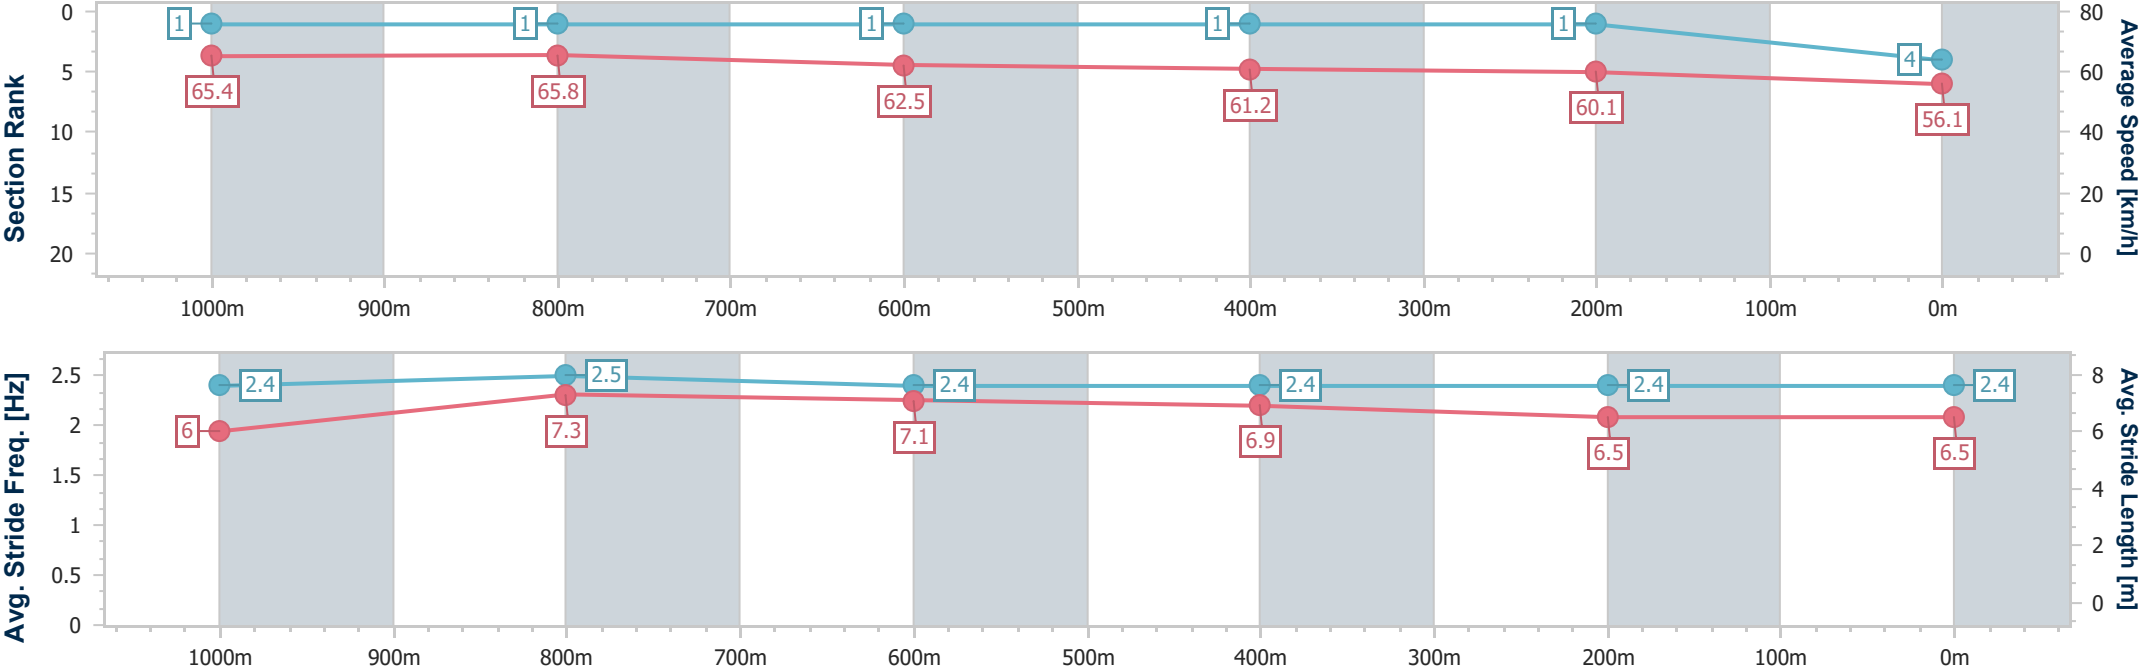 Section Rank
0
5
10
15
20
1
1
1
1
1
4
65.4
65.8
62.5
61.2
60.1
56.1
80
60
40
20
0
Average Speed [km/h]
1000m
900m
800m
700m
600m
500m
400m
300m
200m
100m
0m
Avg. Stride Freq. [Hz]
2.5
2
1.5
1
0.5
0
2.4
2.5
2.4
2.4
2.4
2.4
6
7.3
7.1
6.9
6.5
6.5
8
6
4
2
0
Avg. Stride Length [m]
1000m
900m
800m
700m
600m
500m
400m
300m
200m
100m
0m